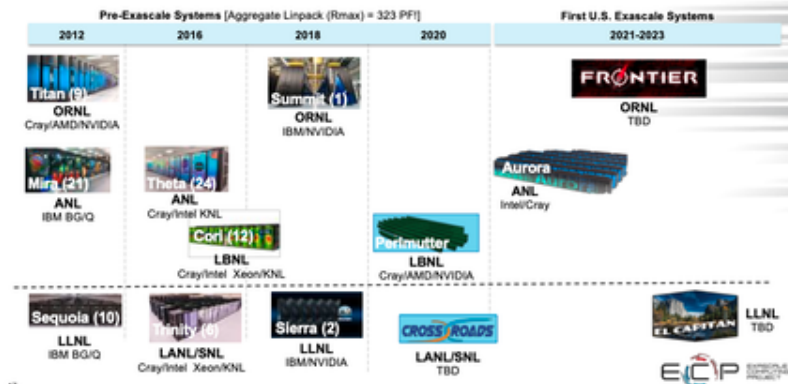 Pre-Exascale Systems [Aggregate Linpack (Rmax) = 323 PF!]
First U.S. Exascale Systems
2012
2016
2018
2020
2021-2023
Titan (9)
ORNL
Cray/AMD/NVIDIA
Summit (1)
ORNL
IBM/NVIDIA
FRONTIER
ORNL
TBD
Mira (21)
ANL
IBM BG/Q
Theta (24)
ANL
Cray/Intel KNL
Aurora
ANL
Intel/Cray
Cori (12)
LBNL
Cray/Intel Xeon/KNL
Perlmutter
LBNL
Cray/AMD/NVIDIA
Sequoia (10)
LLNL
IBM BG/Q
Trinity (6)
LANL/SNL
Cray/Intel Xeon/KNL
Sierra (2)
LLNL
IBM/NVIDIA
CROSSROADS
LANL/SNL
TBD
EL CAPITAN
LLNL
TBD
ECP
EXASCALE
COMPUTING
PROJECT